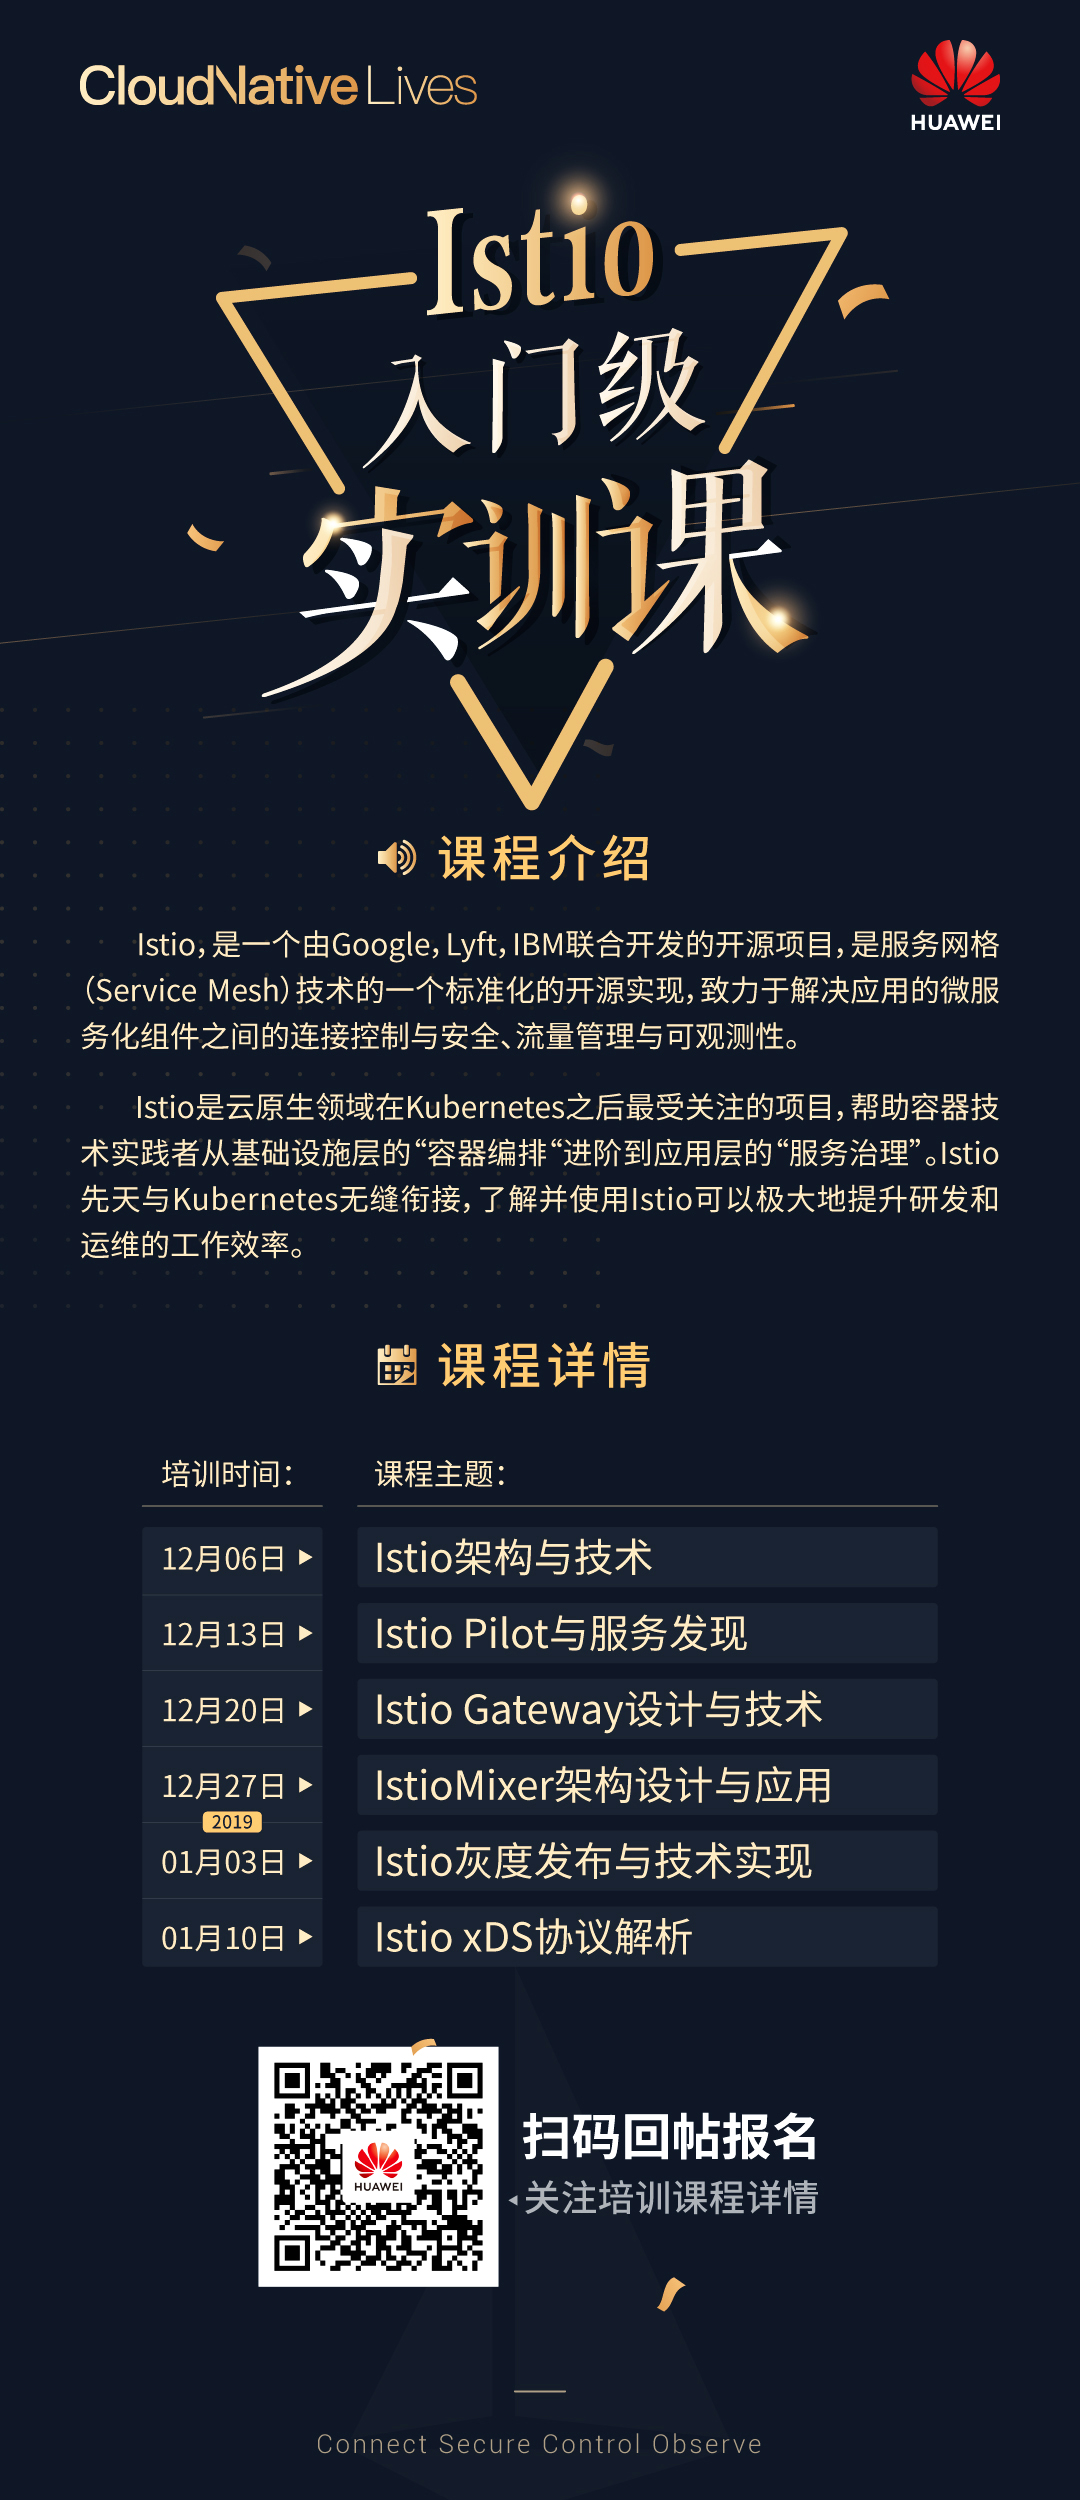 CloudNative Lives
HUAWEI
Istio
入门级
实训课
课程介绍
Istio，是一个由Google，Lyft，IBM联合开发的开源项目，是服务网格
（Service Mesh）技术的一个标准化的开源实现，致力于解决应用的微服
务化组件之间的连接控制与安全、流量管理与可观测性。
Istio是云原生领域在Kubernetes之后最受关注的项目，帮助容器技
术实践者从基础设施层的“容器编排“进阶到应用层的“服务治理”。Istio
先天与Kubernetes无缝衔接，了解并使用Istio可以极大地提升研发和
运维的工作效率。
课程详情
培训时间： 课程主题：
12月06日 Istio架构与技术
12月13日 Istio Pilot与服务发现
12月20日 Istio Gateway设计与技术
12月27日 IstioMixer架构设计与应用
2019
01月03日 Istio灰度发布与技术实现
01月10日 Istio xDS协议解析
HUAWEI
扫码回帖报名
关注培训课程详情
Connect Secure Control Observe